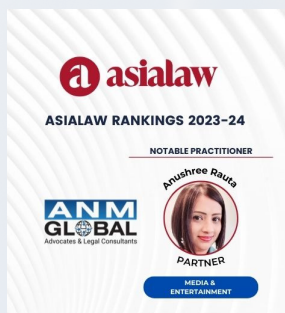 a asialaw
ASIALAW RANKINGS 2023-24
NOTABLE PRACTITIONER
Anushree Rauta
PARTNER
ANM
GLOBAL
Advocates & Legal Consultants
MEDIA &
ENTERTAINMENT